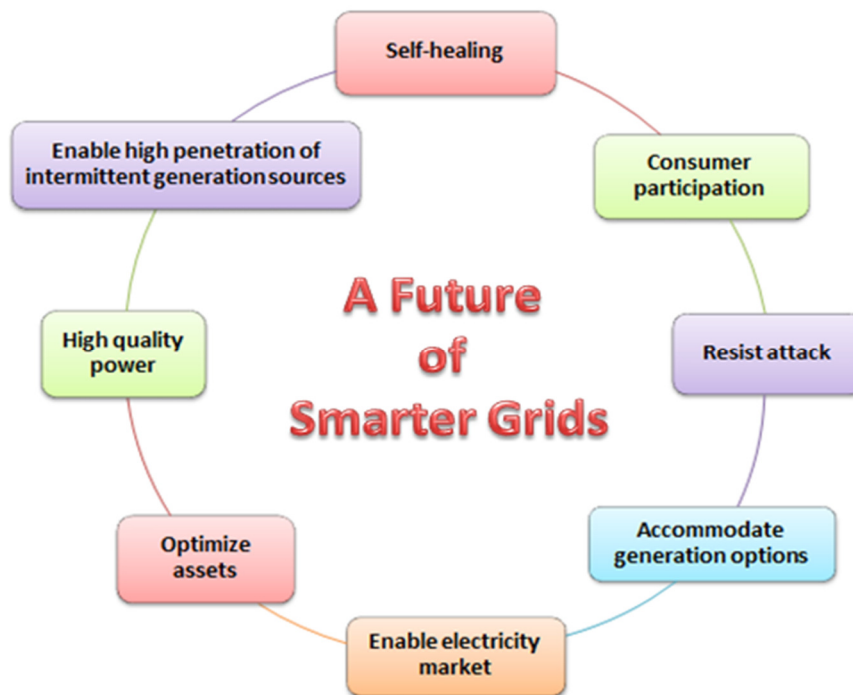 Self-healing
Consumer
participation
Resist attack
Accommodate
generation options
Enable electricity
market
Optimize
assets
High quality
power
Enable high penetration of
intermittent generation sources
A Future
of
Smarter Grids